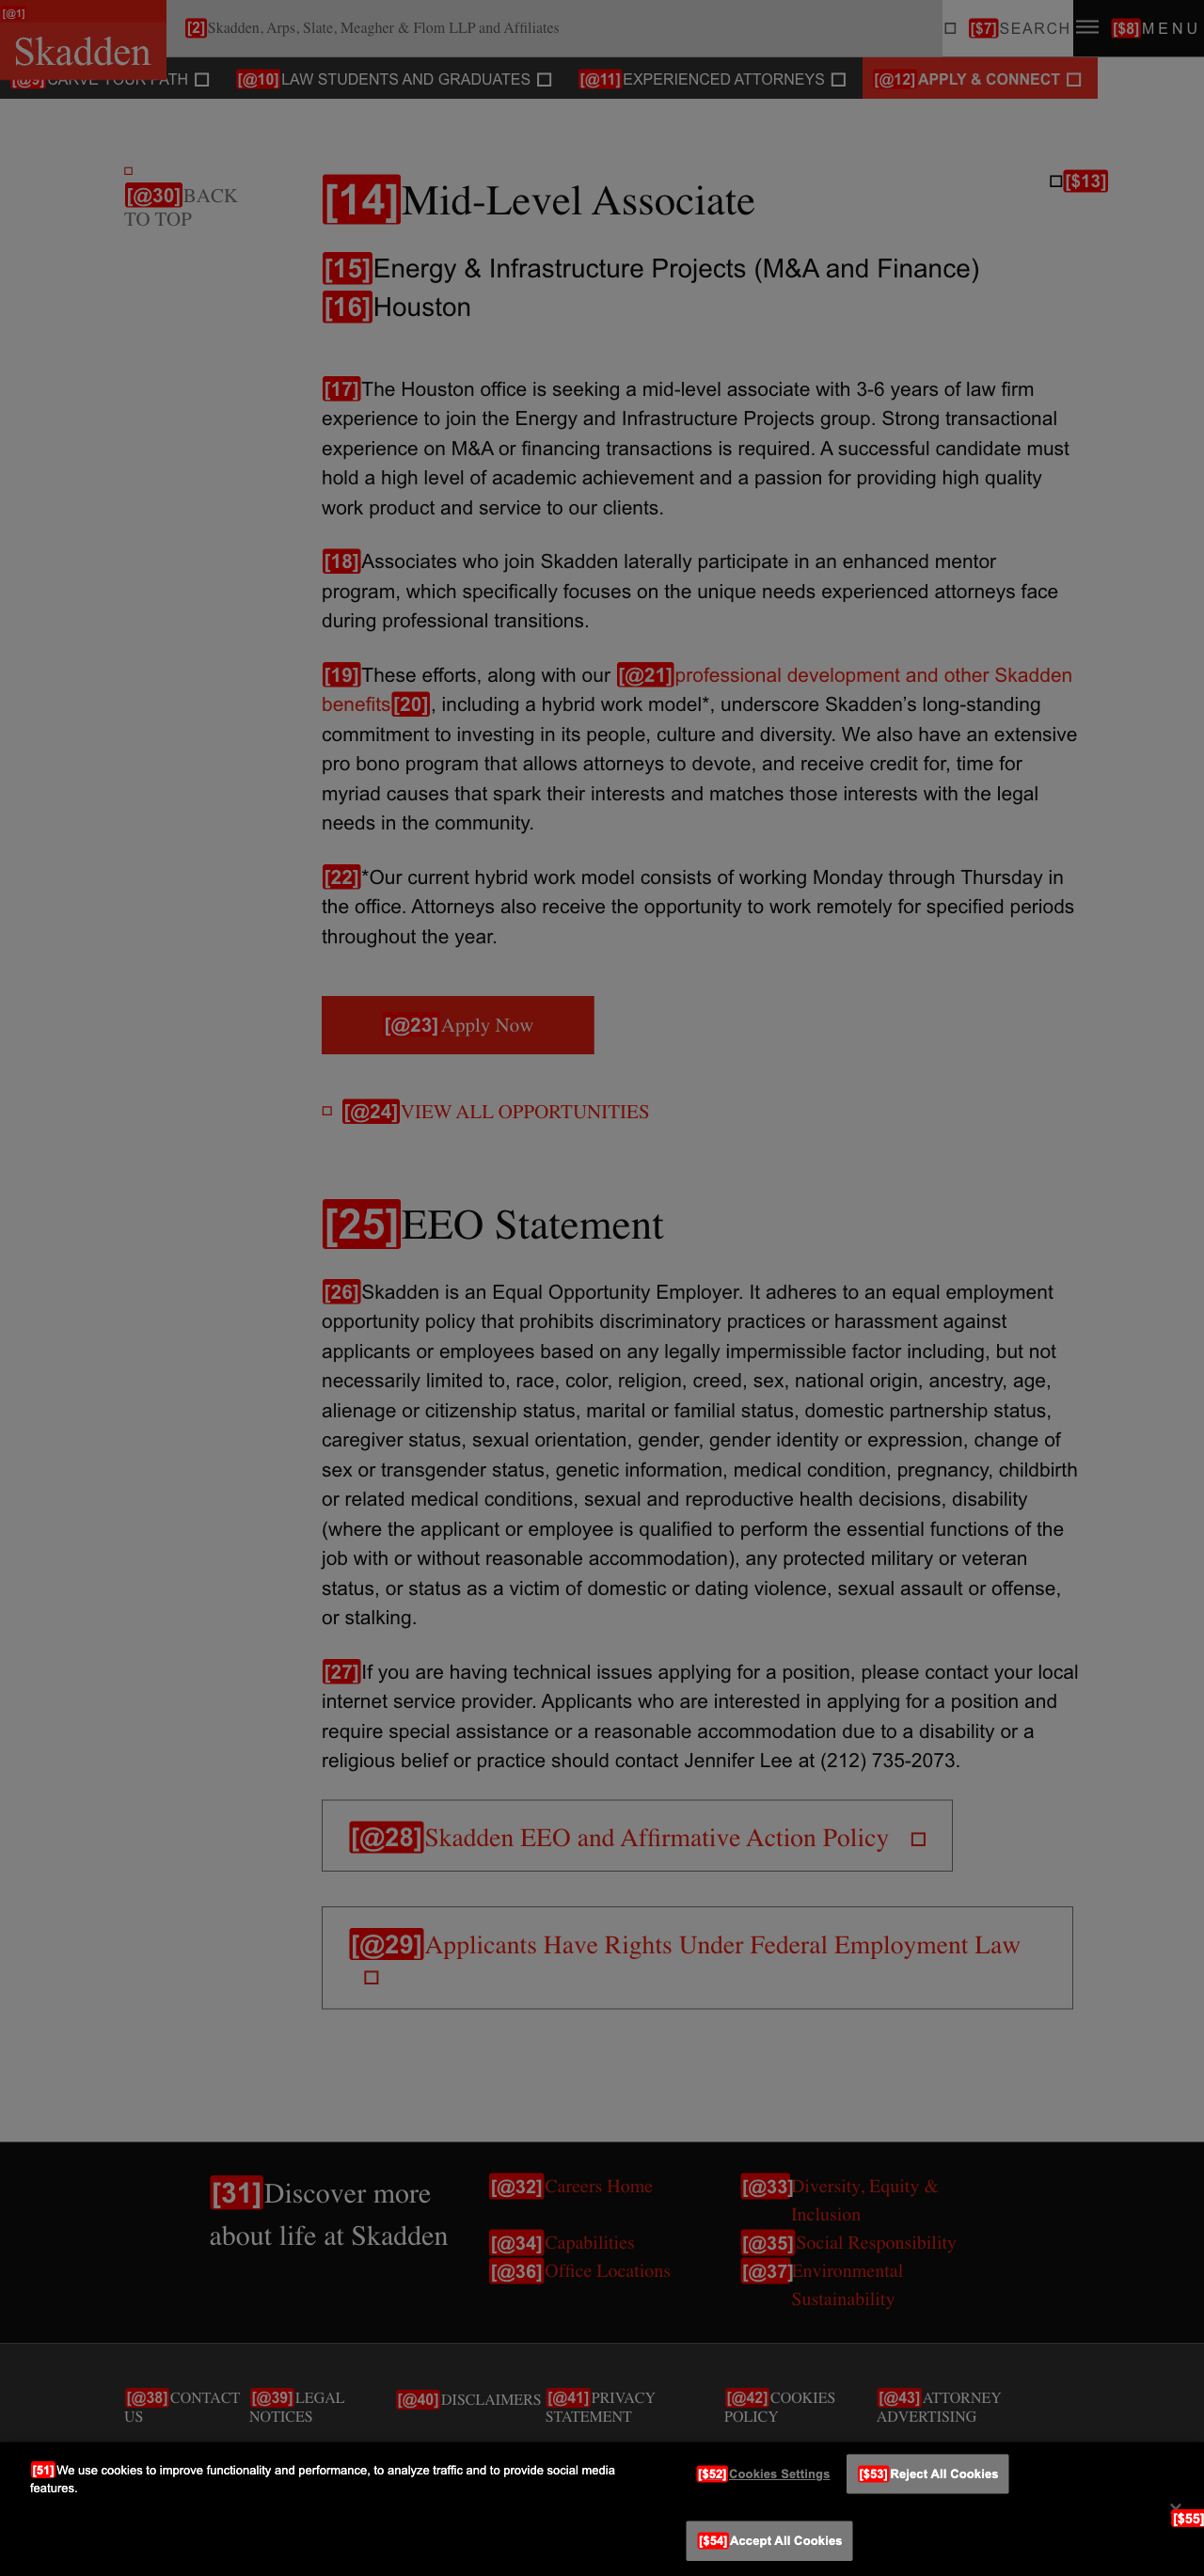 [@1]
Skadden
[2]Skadden, Arps, Slate, Meagher & Flom LLP and Affiliates
[$7]SEARCH
[$8]MENU
[@9]CARVE YOUR PATH
[@10]LAW STUDENTS AND GRADUATES
[@11]EXPERIENCED ATTORNEYS
[@12]APPLY & CONNECT
[@30]BACK
TO TOP
[$13]
[14]Mid-Level Associate
[15]Energy & Infrastructure Projects (M&A and Finance)
[16]Houston
[17]The Houston office is seeking a mid-level associate with 3-6 years of law firm
experience to join the Energy and Infrastructure Projects group. Strong transactional
experience on M&A or financing transactions is required. A successful candidate must
hold a high level of academic achievement and a passion for providing high quality
work product and service to our clients.
[18]Associates who join Skadden laterally participate in an enhanced mentor
program, which specifically focuses on the unique needs experienced attorneys face
during professional transitions.
[19]These efforts, along with our [@21]professional development and other Skadden
benefits[20], including a hybrid work model*, underscore Skadden’s long-standing
commitment to investing in its people, culture and diversity. We also have an extensive
pro bono program that allows attorneys to devote, and receive credit for, time for
myriad causes that spark their interests and matches those interests with the legal
needs in the community.
[22]*Our current hybrid work model consists of working Monday through Thursday in
the office. Attorneys also receive the opportunity to work remotely for specified periods
throughout the year.
[@23]Apply Now
[@24]VIEW ALL OPPORTUNITIES
[25]EEO Statement
[26]Skadden is an Equal Opportunity Employer. It adheres to an equal employment
opportunity policy that prohibits discriminatory practices or harassment against
applicants or employees based on any legally impermissible factor including, but not
necessarily limited to, race, color, religion, creed, sex, national origin, ancestry, age,
alienage or citizenship status, marital or familial status, domestic partnership status,
caregiver status, sexual orientation, gender, gender identity or expression, change of
sex or transgender status, genetic information, medical condition, pregnancy, childbirth
or related medical conditions, sexual and reproductive health decisions, disability
(where the applicant or employee is qualified to perform the essential functions of the
job with or without reasonable accommodation), any protected military or veteran
status, or status as a victim of domestic or dating violence, sexual assault or offense,
or stalking.
[27]If you are having technical issues applying for a position, please contact your local
internet service provider. Applicants who are interested in applying for a position and
require special assistance or a reasonable accommodation due to a disability or a
religious belief or practice should contact Jennifer Lee at (212) 735-2073.
[@28]Skadden EEO and Affirmative Action Policy
[@29]Applicants Have Rights Under Federal Employment Law
[31]Discover more
about life at Skadden
[@32]Careers Home
[@33]Diversity, Equity &
Inclusion
[@34]Capabilities
[@35]Social Responsibility
[@36]Office Locations
[@37]Environmental
Sustainability
[@38]CONTACT
US
[@39]LEGAL
NOTICES
[@40]DISCLAIMERS
[@41]PRIVACY
STATEMENT
[@42]COOKIES
POLICY
[@43]ATTORNEY
ADVERTISING
[51]We use cookies to improve functionality and performance, to analyze traffic and to provide social media
features.
[$52]Cookies Settings
[$53]Reject All Cookies
[$54]Accept All Cookies
[$55]